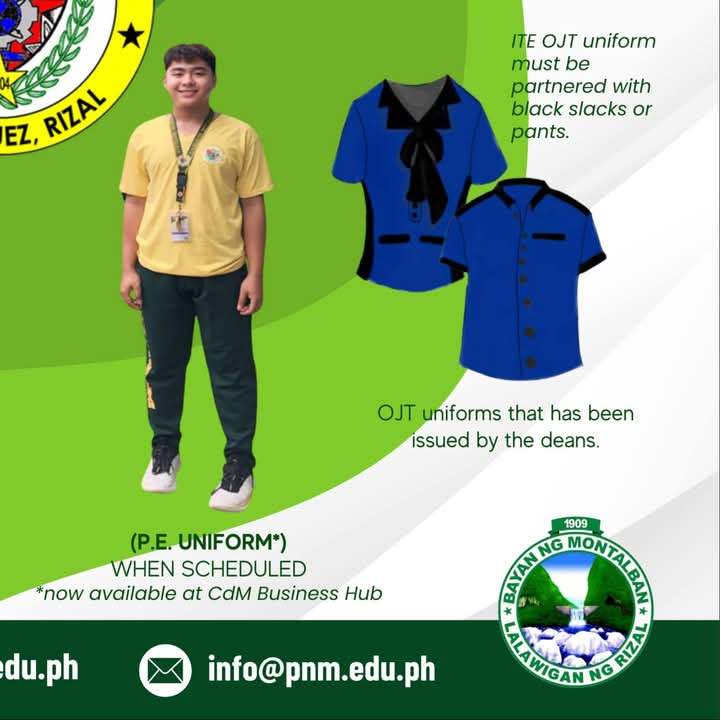 04
UEZ, RIZAL
ITE OJT uniform
must be
partnered with
black slacks or
pants.
OJT uniforms that has been
issued by the deans.
(P.E. UNIFORM*)
WHEN SCHEDULED
*now available at CdM Business Hub
1909
BAYAN NG MONTALBAN
LALAWIGAN NG RIZAL
edu.ph
info@pnm.edu.ph